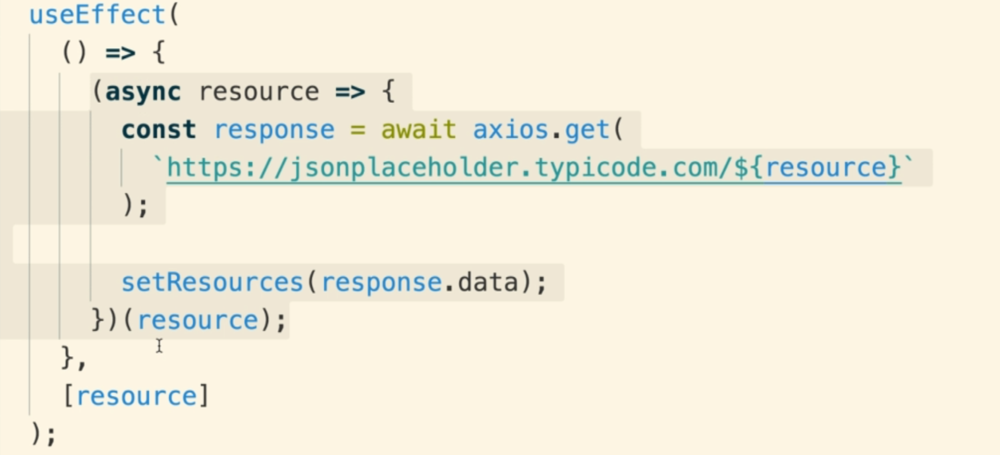 useEffect(
() => {
(async resource => {
const response = await axios.get(
`https://jsonplaceholder.typicode.com/${resource}`
);
setResources(response.data);
})(resource);
},
[resource]
);